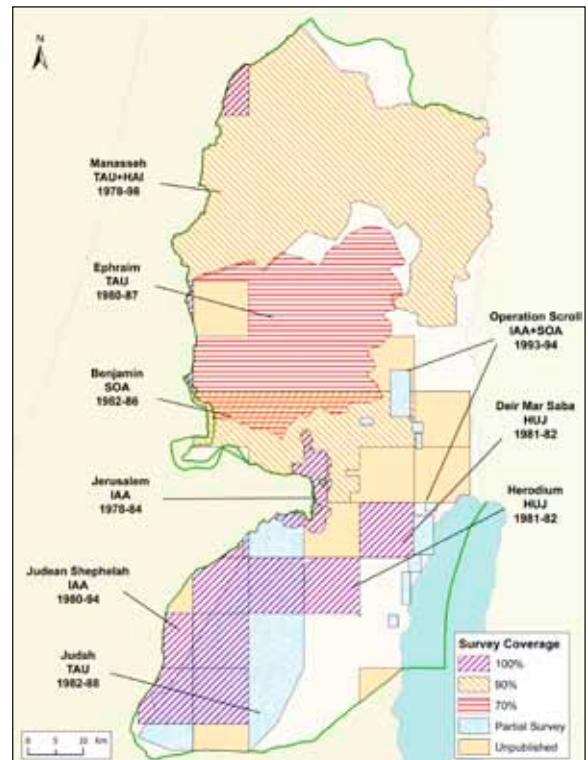 N
Manasseh
TAU+HAI
1978-98
Ephraim
TAU
1980-87
Operation Scroll
IAA+SOA
1993-94
Benjamin
SOA
1982-86
Deir Mar Saba
HUJ
1981-82
Jerusalem
IAA
1978-84
Herodium
HUJ
1981-82
Judean Shephelah
IAA
1980-94
Judah
TAU
1982-88
Survey Coverage
100%
90%
70%
Partial Survey
Unpublished
0 5 10 Km